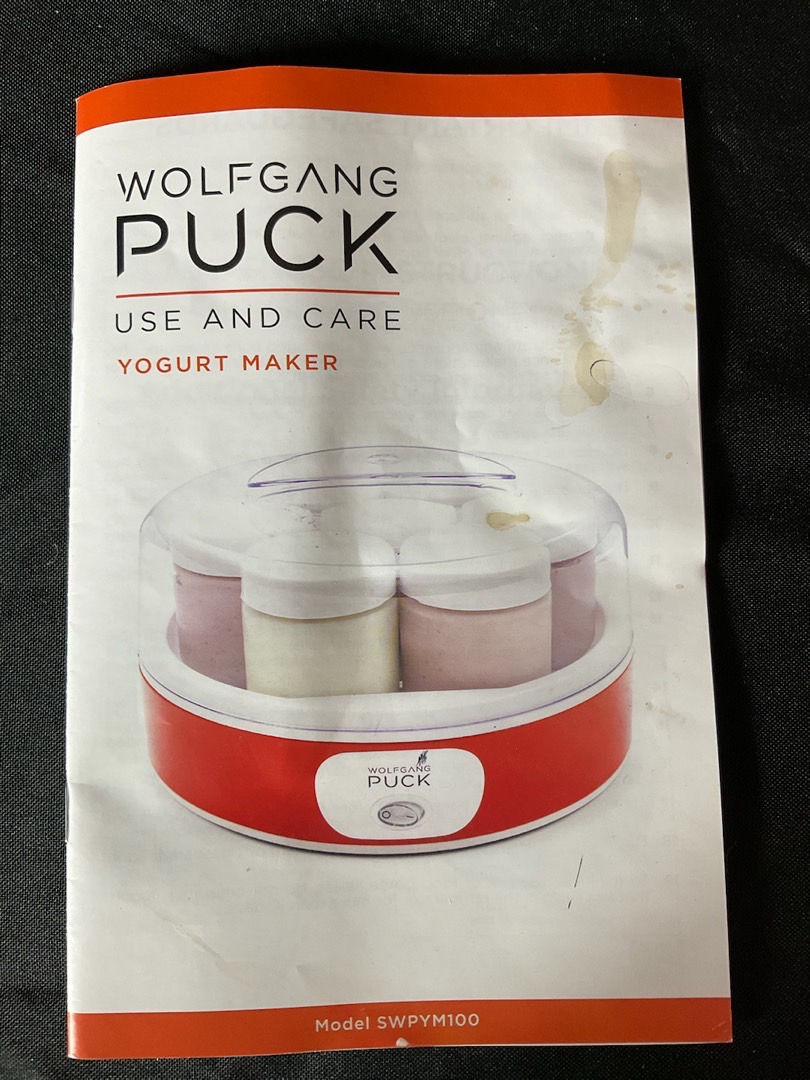 WOLFGANG
PUCK
USE AND CARE
YOGURT MAKER
WOLFGANG
PUCK
Model SWPYM100